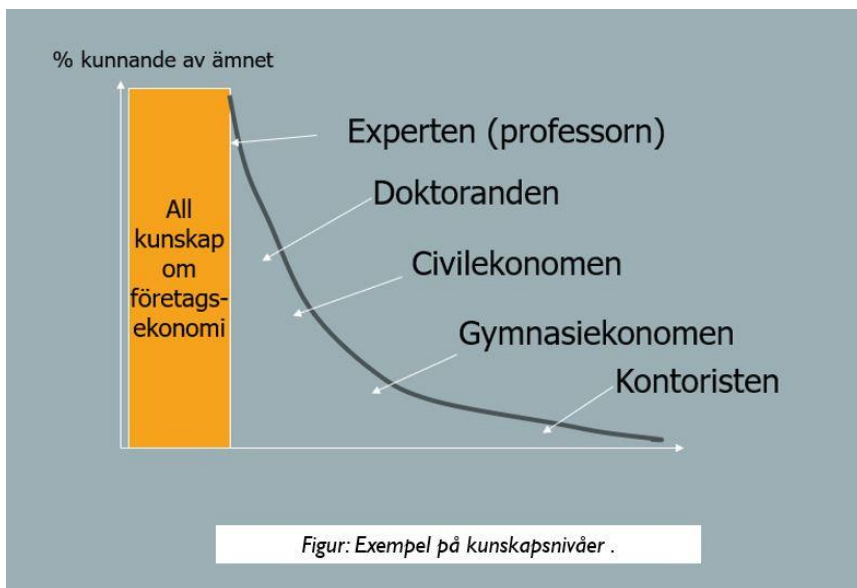 % kunnande av ämnet
Experten (professorn)
Doktoranden
All
kunskap
om
företags-
ekonomi
Civilekonomen
Gymnasiekonomen
Kontoristen
Figur: Exempel på kunskapsnivåer .